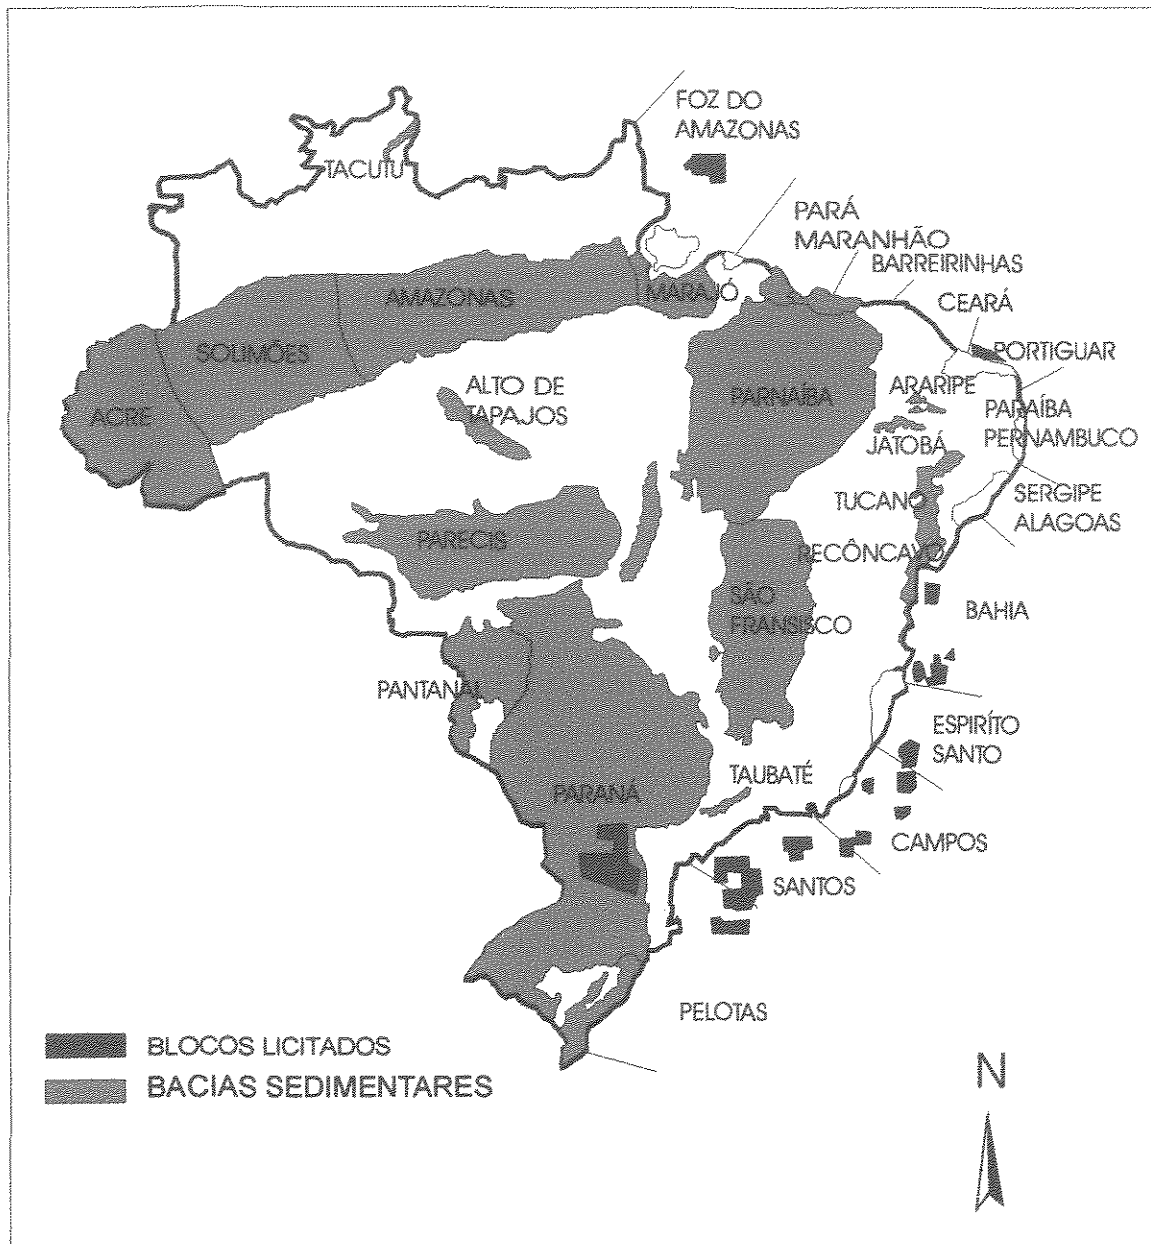 FOZ DO
AMAZONAS
TACUTU
PARÁ
MARANHÃO
BARREIRINHAS
AMAZONAS
MARAJÓ
CEARÁ
SOLIMÕES
PORTIGUAR
ALTO DE
TAPAJOS
ARARIPE
PARNAÍBA
ACRE
PARAÍBA
PERNAMBUCO
JATOBÁ
TUCANO
SERGIPE
ALAGOAS
PARECIS
RECÔNCAVO
SÃO
FRANSISCO
BAHIA
PANTANAL
ESPIRÍTO
SANTO
TAUBATÉ
PARANÁ
CAMPOS
SANTOS
PELOTAS
BLOCOS LICITADOS
BACIAS SEDIMENTARES
N